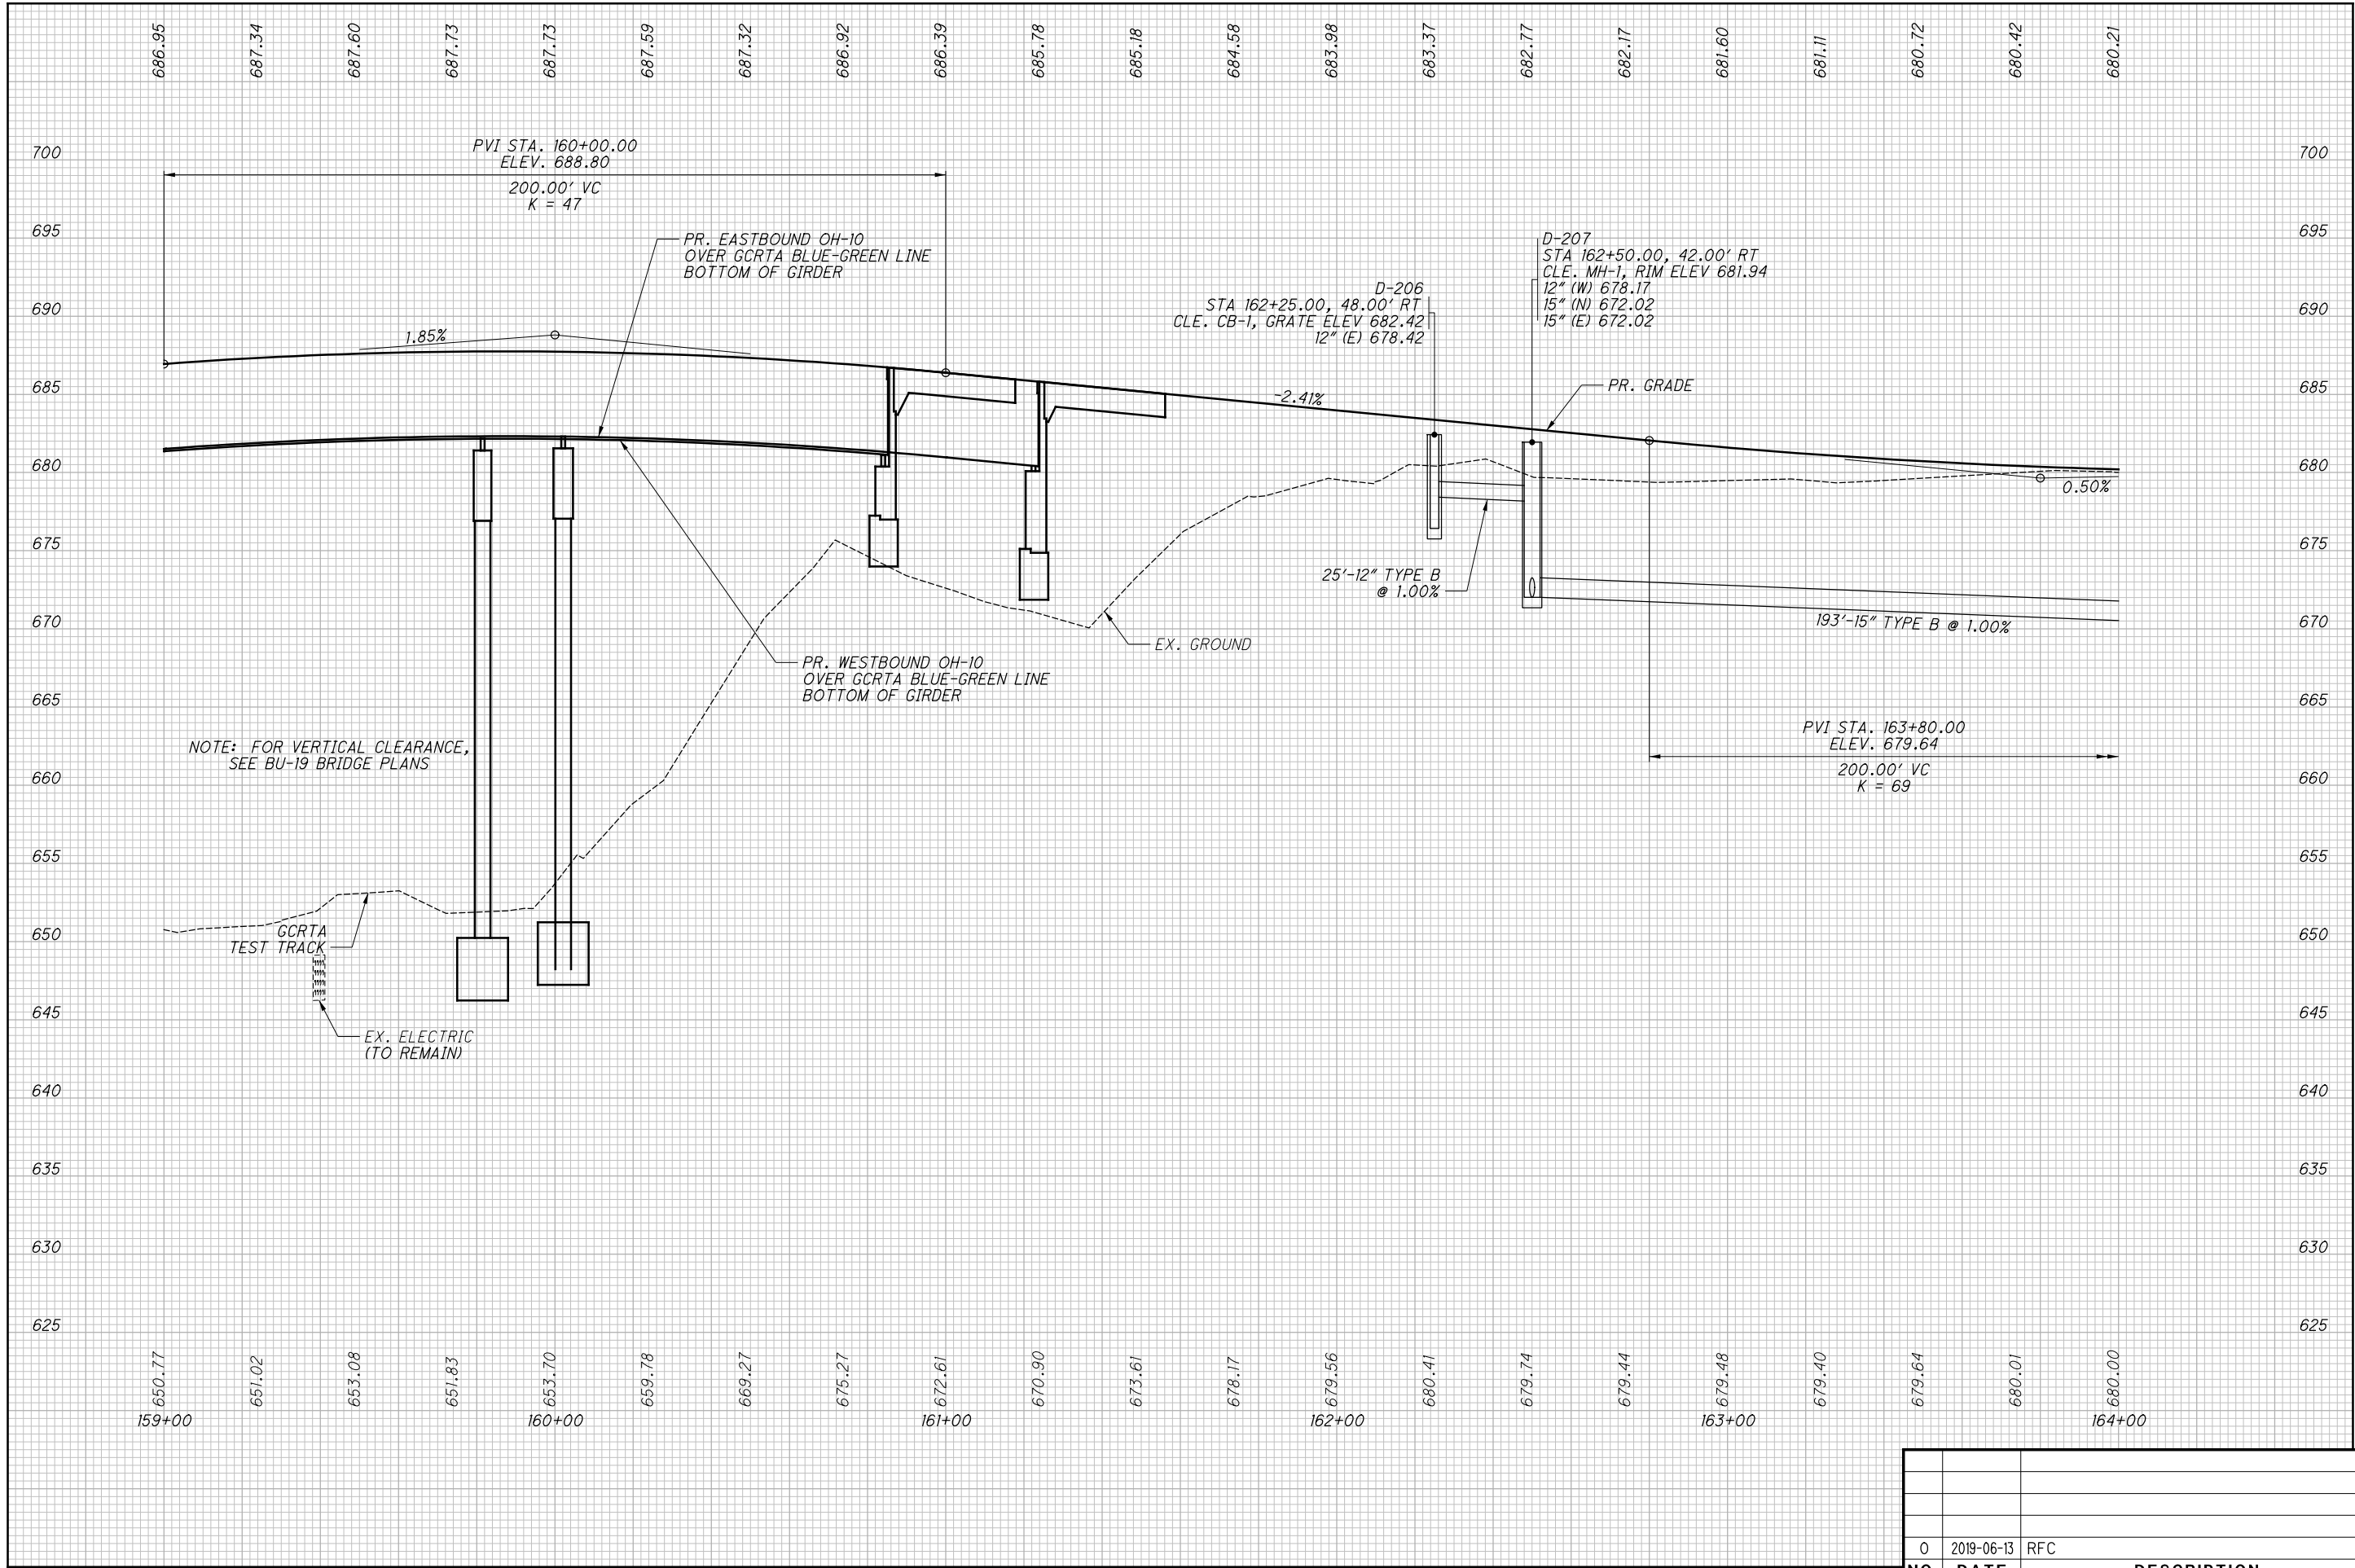 686.95 687.34 687.60 687.73 687.73 687.59 687.32 686.92 686.39 685.78 685.18 684.58 683.98 683.37 682.77 682.17 681.60 681.11 680.72 680.42 680.21
700 700
PVI STA. 160+00.00
ELEV. 688.80
200.00' VC
K = 47
695 695
PR. EASTBOUND OH-10
OVER GCRTA BLUE-GREEN LINE
BOTTOM OF GIRDER
D-206
STA 162+25.00, 48.00' RT
CLE. CB-1, GRATE ELEV 682.42
12" (E) 678.42
D-207
STA 162+50.00, 42.00' RT
CLE. MH-1, RIM ELEV 681.94
12" (W) 678.17
15" (N) 672.02
15" (E) 672.02
690 690
1.85%
685 685
-2.41%
PR. GRADE
680 680
0.50%
675 675
25'-12" TYPE B
@ 1.00%
670 670
193'-15" TYPE B @ 1.00%
EX. GROUND
PR. WESTBOUND OH-10
OVER GCRTA BLUE-GREEN LINE
BOTTOM OF GIRDER
665 665
NOTE: FOR VERTICAL CLEARANCE,
SEE BU-19 BRIDGE PLANS
PVI STA. 163+80.00
ELEV. 679.64
200.00' VC
K = 69
660 660
655 655
650 650
GCRTA
TEST TRACK
645 645
EX. ELECTRIC
(TO REMAIN)
640 640
635 635
630 630
625 625
650.77 651.02 653.08 651.83 653.70 659.78 669.27 675.27 672.61 670.90 673.61 678.17 679.56 680.41 679.74 679.44 679.48 679.40 679.64 680.01 680.00
159+00 160+00 161+00 162+00 163+00 164+00
0 2019-06-13 RFC
NO DATE DESCRIPTION